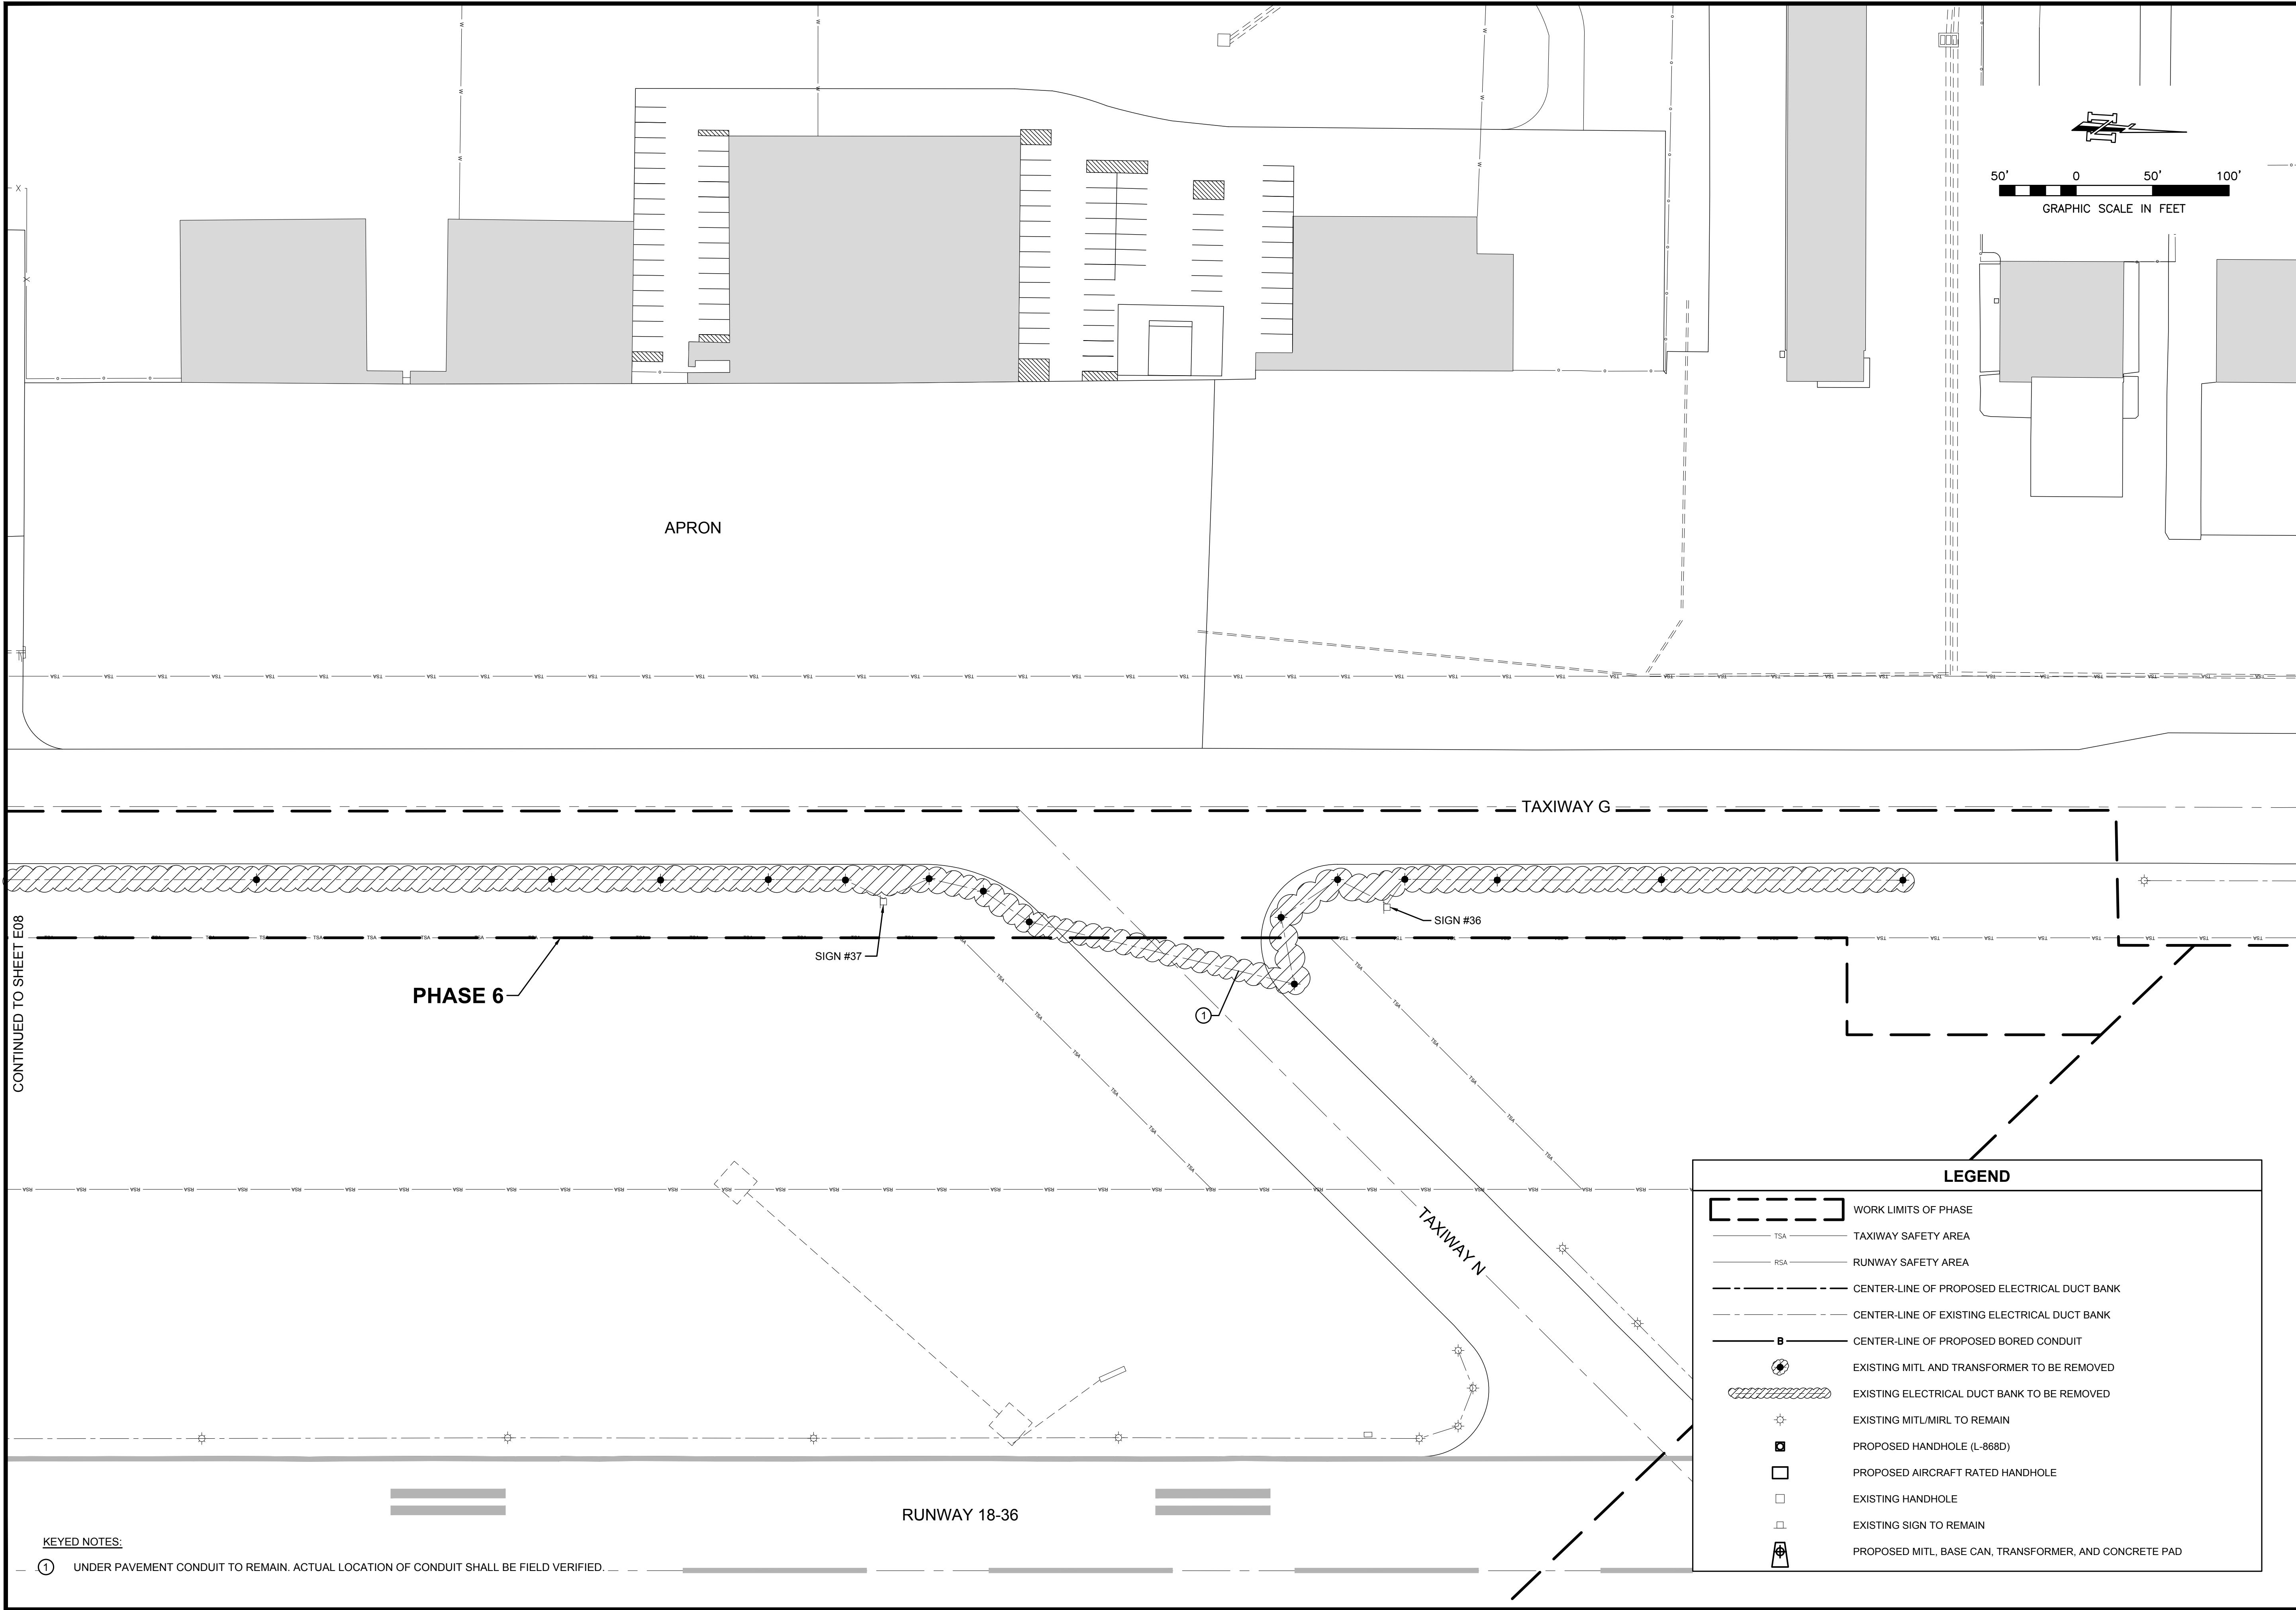 50' 0 50' 100'
GRAPHIC SCALE IN FEET
APRON
TAXIWAY G
SIGN #36
SIGN #37
PHASE 6
1
CONTINUED TO SHEET E08
TAXIWAY N
RUNWAY 18-36
KEYED NOTES:
1 UNDER PAVEMENT CONDUIT TO REMAIN. ACTUAL LOCATION OF CONDUIT SHALL BE FIELD VERIFIED.
LEGEND
WORK LIMITS OF PHASE
TSA TAXIWAY SAFETY AREA
RSA RUNWAY SAFETY AREA
CENTER-LINE OF PROPOSED ELECTRICAL DUCT BANK
CENTER-LINE OF EXISTING ELECTRICAL DUCT BANK
B CENTER-LINE OF PROPOSED BORED CONDUIT
EXISTING MITL AND TRANSFORMER TO BE REMOVED
EXISTING ELECTRICAL DUCT BANK TO BE REMOVED
EXISTING MITL/MIRL TO REMAIN
PROPOSED HANDHOLE (L-868D)
PROPOSED AIRCRAFT RATED HANDHOLE
EXISTING HANDHOLE
EXISTING SIGN TO REMAIN
PROPOSED MITL, BASE CAN, TRANSFORMER, AND CONCRETE PAD